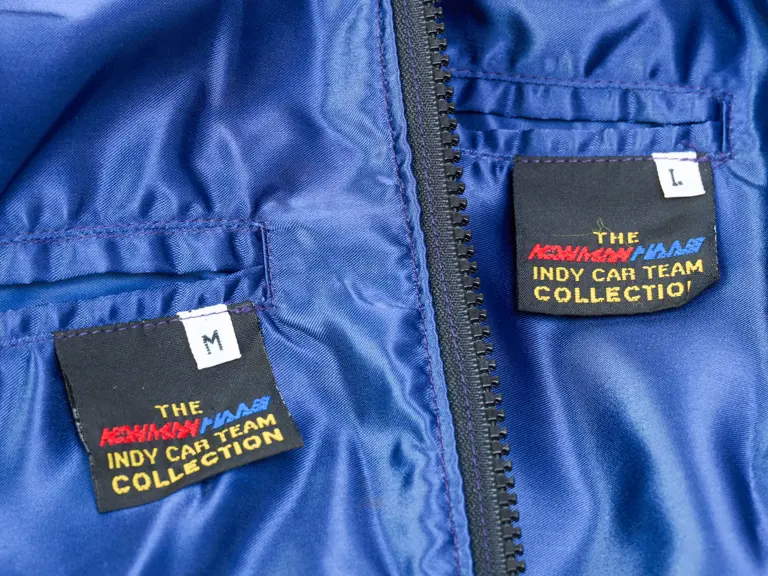 M
THE
NEWMAN HAAS
INDY CAR TEAM
COLLECTION
L
THE
NEWMAN HAAS
INDY CAR TEAM
COLLECTIO